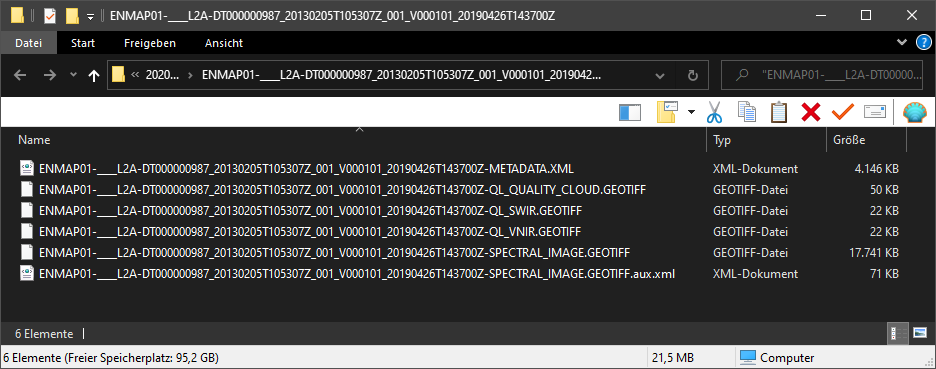 ENMAP01-____L2A-DT000000987_20130205T105307Z_001_V000101_20190426T143700Z
Datei Start Freigeben Ansicht
2020... ENMAP01-____L2A-DT000000987_20130205T105307Z_001_V000101_2019042... "ENMAP01-____L2A-DT00000...
Name Typ Größe
ENMAP01-____L2A-DT000000987_20130205T105307Z_001_V000101_20190426T143700Z-METADATA.XML XML-Dokument 4.146 KB
ENMAP01-____L2A-DT000000987_20130205T105307Z_001_V000101_20190426T143700Z-QL_QUALITY_CLOUD.GEOTIFF GEOTIFF-Datei 50 KB
ENMAP01-____L2A-DT000000987_20130205T105307Z_001_V000101_20190426T143700Z-QL_SWIR.GEOTIFF GEOTIFF-Datei 22 KB
ENMAP01-____L2A-DT000000987_20130205T105307Z_001_V000101_20190426T143700Z-QL_VNIR.GEOTIFF GEOTIFF-Datei 22 KB
ENMAP01-____L2A-DT000000987_20130205T105307Z_001_V000101_20190426T143700Z-SPECTRAL_IMAGE.GEOTIFF GEOTIFF-Datei 17.741 KB
ENMAP01-____L2A-DT000000987_20130205T105307Z_001_V000101_20190426T143700Z-SPECTRAL_IMAGE.GEOTIFF.aux.xml XML-Dokument 71 KB
6 Elemente
6 Elemente (Freier Speicherplatz: 95,2 GB) 21,5 MB Computer